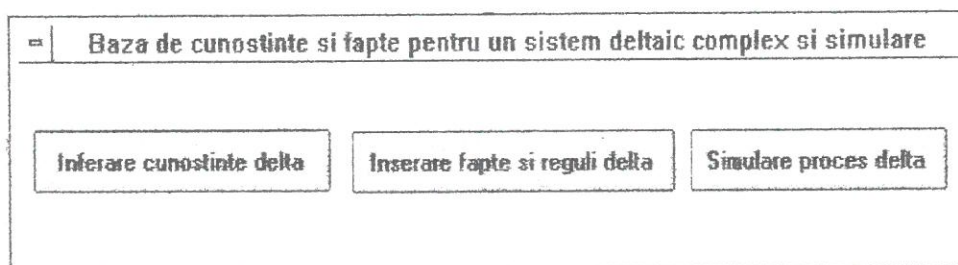 Baza de cunostinte si fapte pentru un sistem deltaic complex si simulare
Inferare cunostinte delta
Inserare fapte si reguli delta
Simulare proces delta